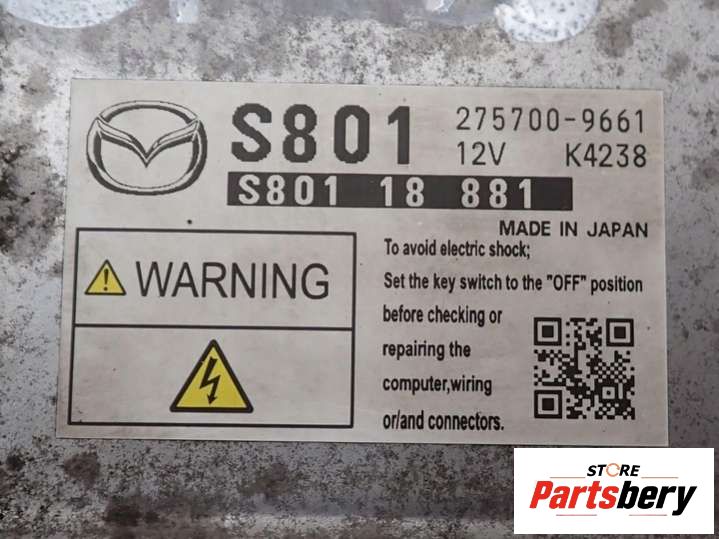 S801
275700-9661
12V K4238
S801 18 881
MADE IN JAPAN
WARNING
To avoid electric shock;
Set the key switch to the "OFF" position
before checking or
repairing the
computer,wiring
or/and connectors.
STORE
Partsbery